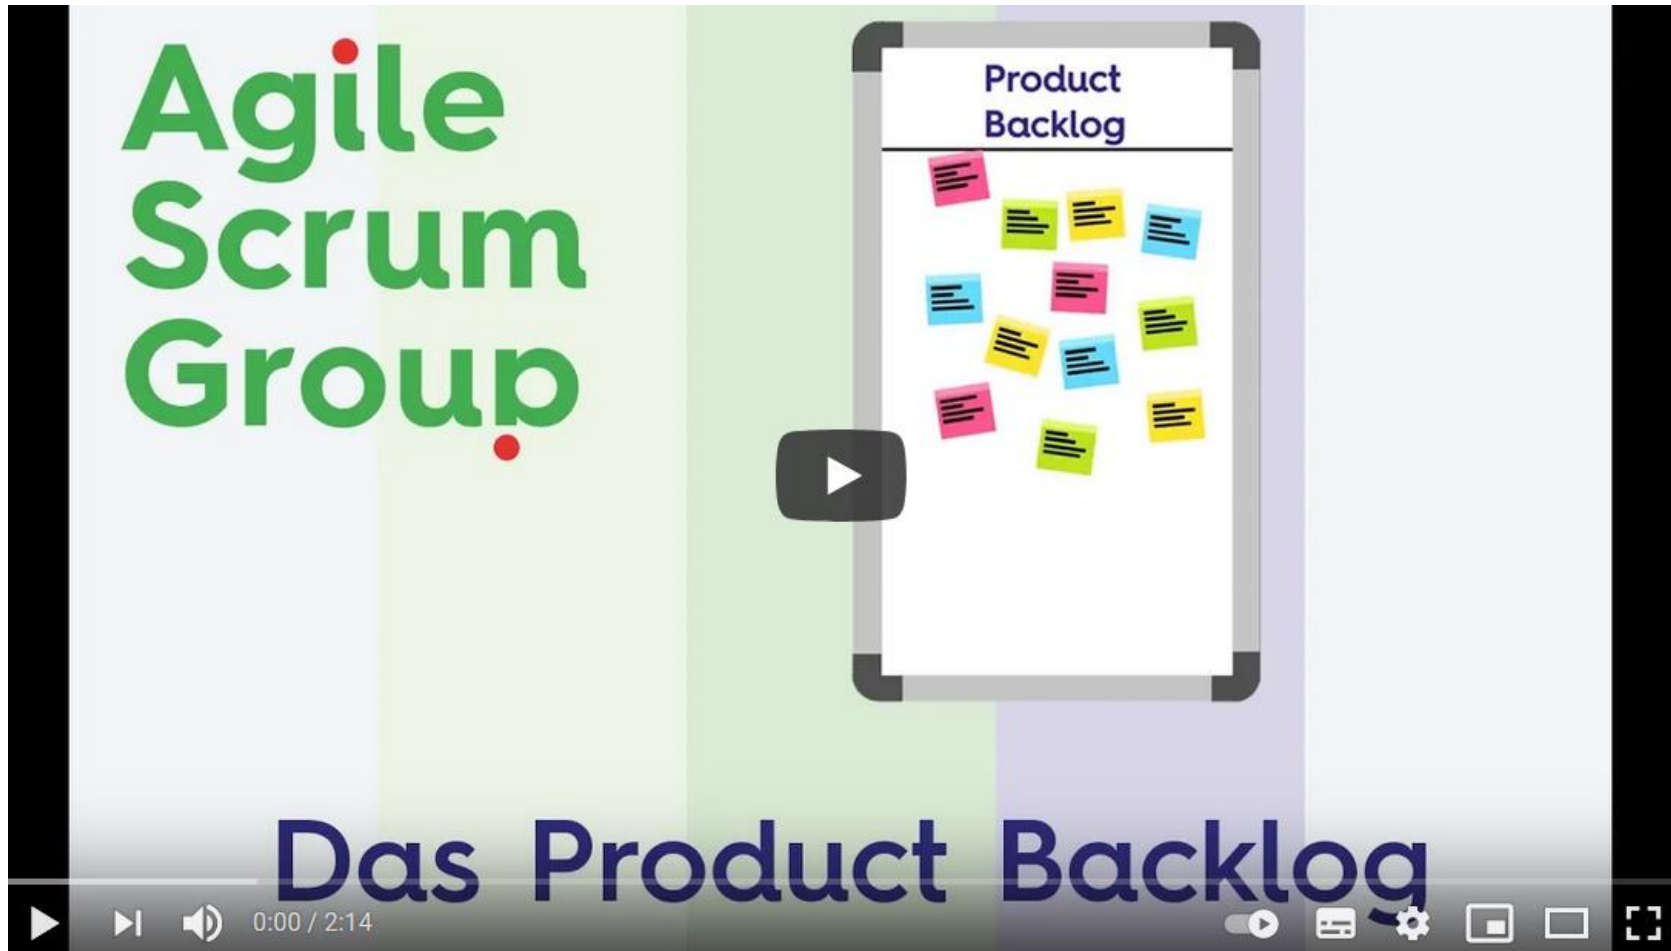 Agile
Scrum
Group
Product
Backlog
Das Product Backlog
0:00 / 2:14